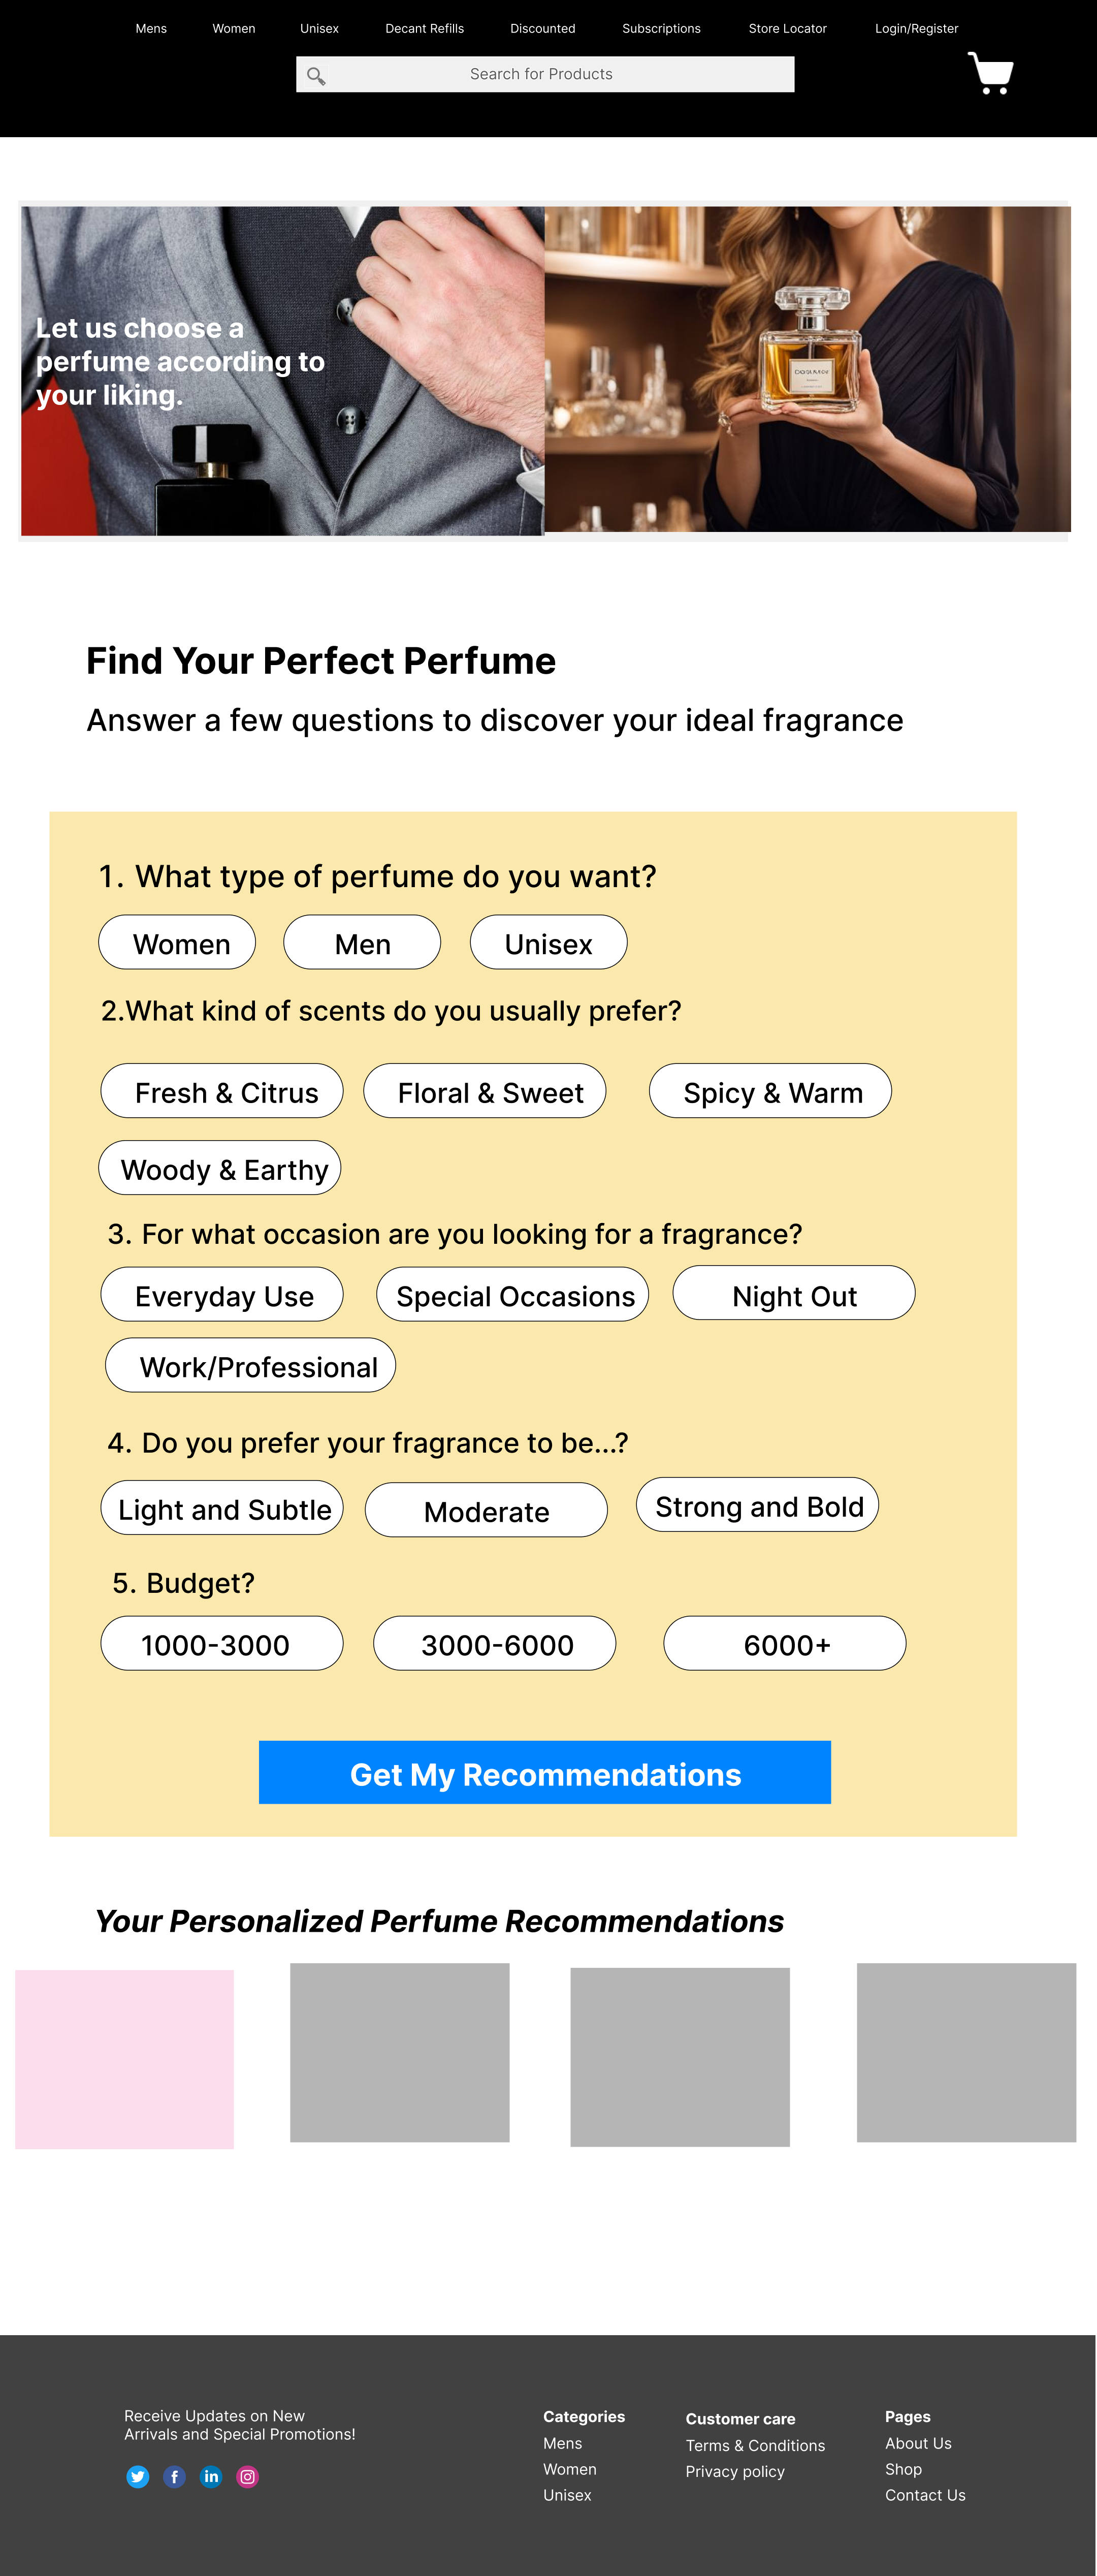 Mens Women Unisex Decant Refills Discounted Subscriptions Store Locator Login/Register
Search for Products
Let us choose a
perfume according to
your liking.
Find Your Perfect Perfume
Answer a few questions to discover your ideal fragrance
1. What type of perfume do you want?
Women Men Unisex
2.What kind of scents do you usually prefer?
Fresh & Citrus Floral & Sweet Spicy & Warm
Woody & Earthy
3. For what occasion are you looking for a fragrance?
Everyday Use Special Occasions Night Out
Work/Professional
4. Do you prefer your fragrance to be...?
Light and Subtle Moderate Strong and Bold
5. Budget?
1000-3000 3000-6000 6000+
Get My Recommendations
Your Personalized Perfume Recommendations
Receive Updates on New
Arrivals and Special Promotions!
Categories
Mens
Women
Unisex
Customer care
Terms & Conditions
Privacy policy
Pages
About Us
Shop
Contact Us